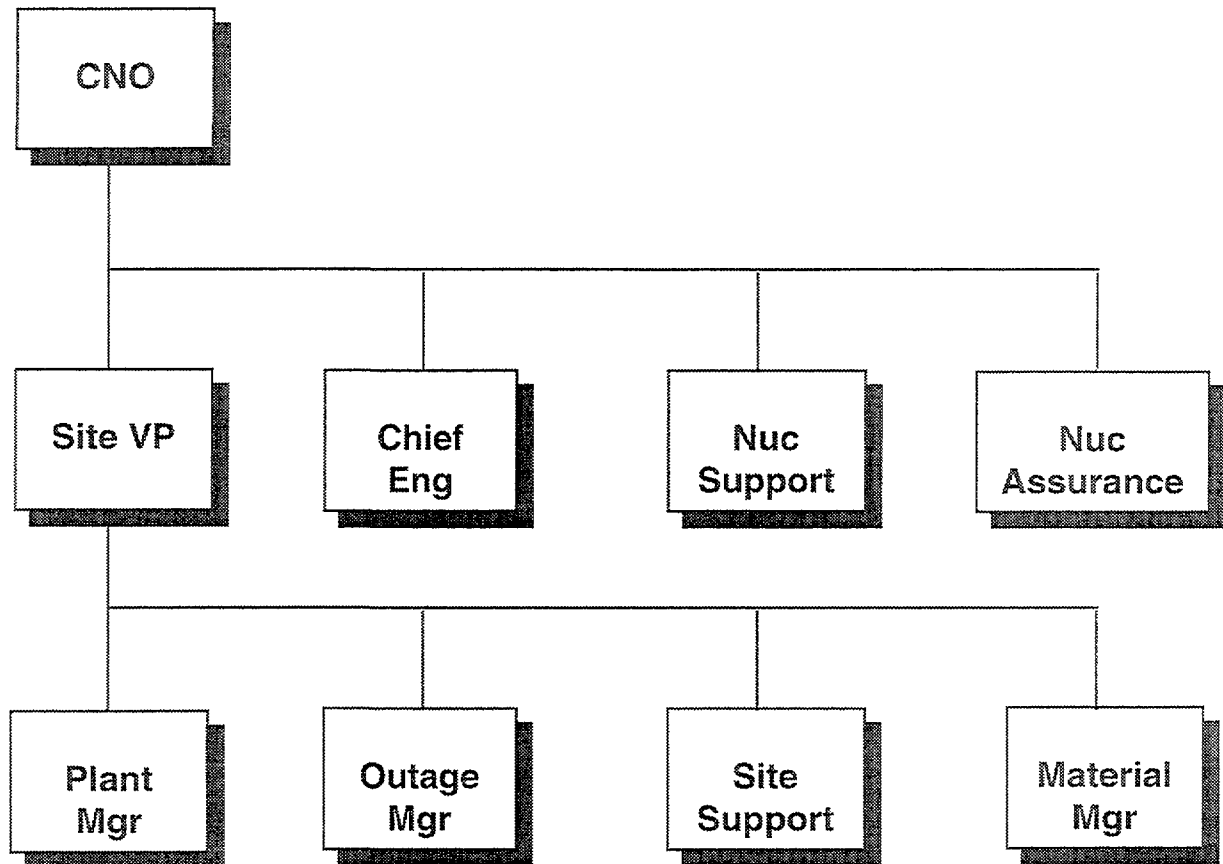 CNO
Site VP
Chief
Eng
Nuc
Support
Nuc
Assurance
Plant
Mgr
Outage
Mgr
Site
Support
Material
Mgr